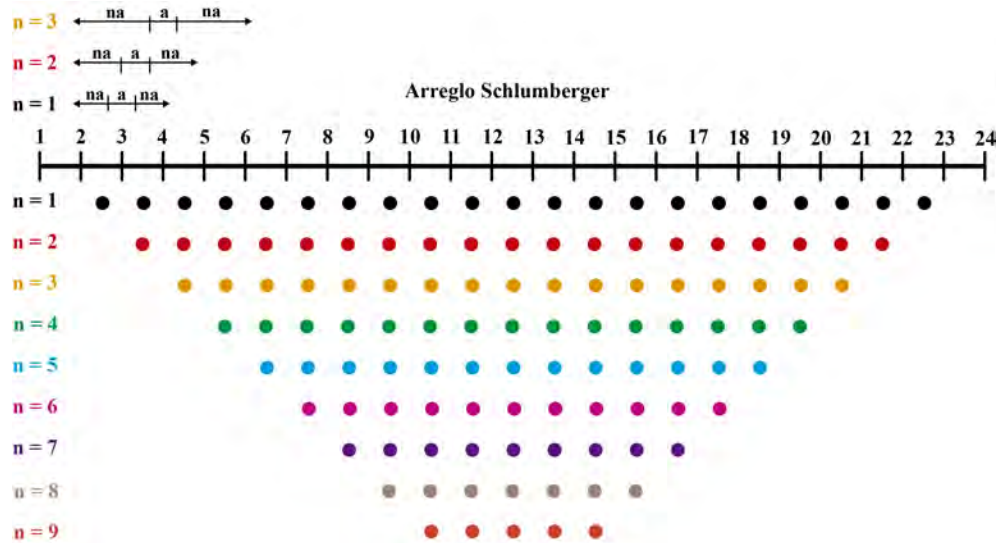 n = 3 na a na
n = 2 na a na
n = 1 na a na
Arreglo Schlumberger
1 2 3 4 5 6 7 8 9 10 11 12 13 14 15 16 17 18 19 20 21 22 23 24
n = 1
n = 2
n = 3
n = 4
n = 5
n = 6
n = 7
n = 8
n = 9